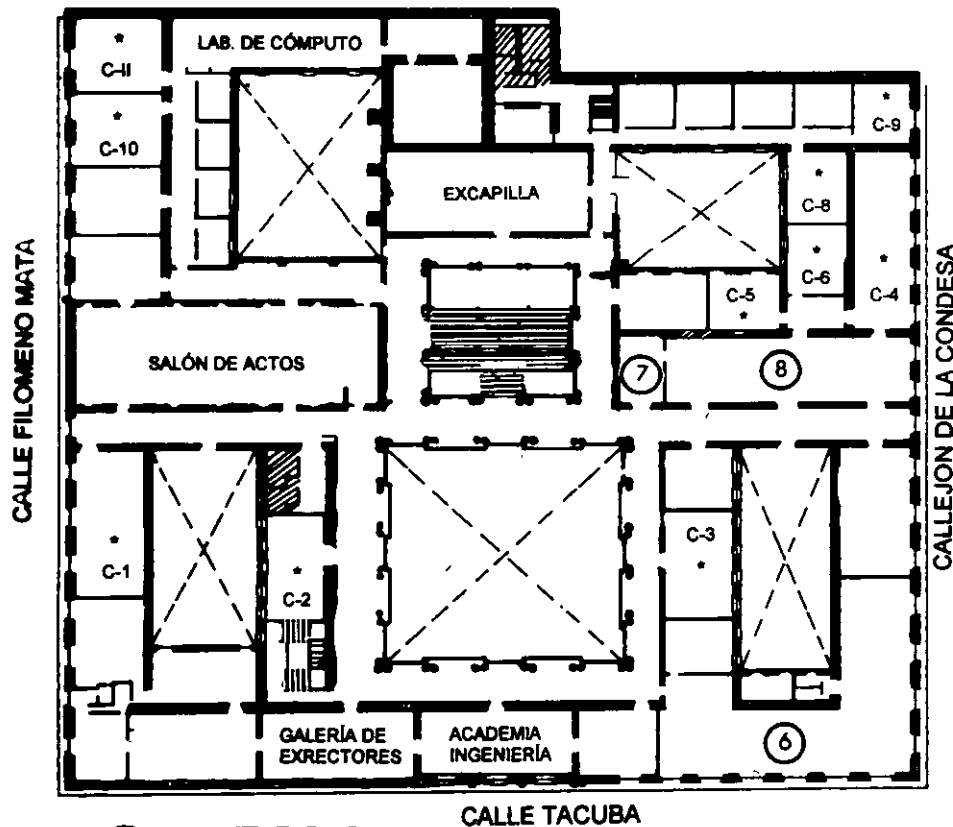 LAB. DE CÓMPUTO
*
C-II
*
C-10
*
C-9
EXCAPILLA
*
C-8
*
C-6
*
C-4
C-5
*
SALÓN DE ACTOS
7
8
CALLE FILOMENO MATA
CALLEJON DE LA CONDESA
*
C-1
*
C-2
C-3
*
GALERÍA DE
EXRECTORES
ACADEMIA
INGENIERÍA
6
CALLE TACUBA